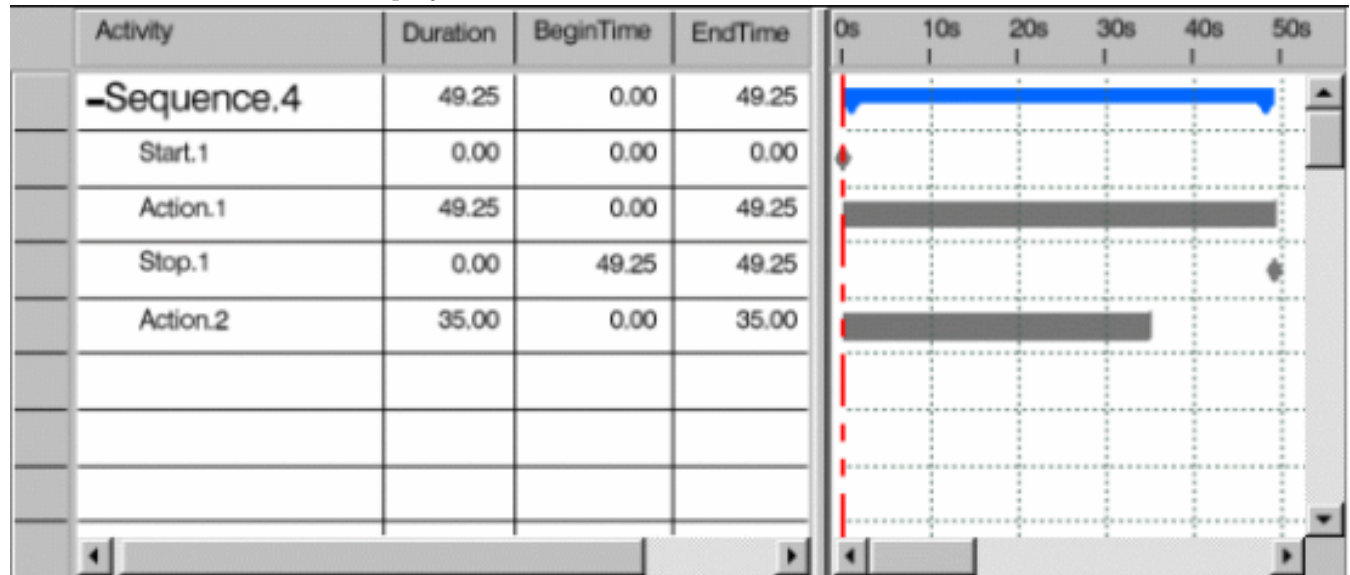 Activity Duration BeginTime EndTime 0s 10s 20s 30s 40s 50s
-Sequence.4 49.25 0.00 49.25
Start.1 0.00 0.00 0.00
Action.1 49.25 0.00 49.25
Stop.1 0.00 49.25 49.25
Action.2 35.00 0.00 35.00